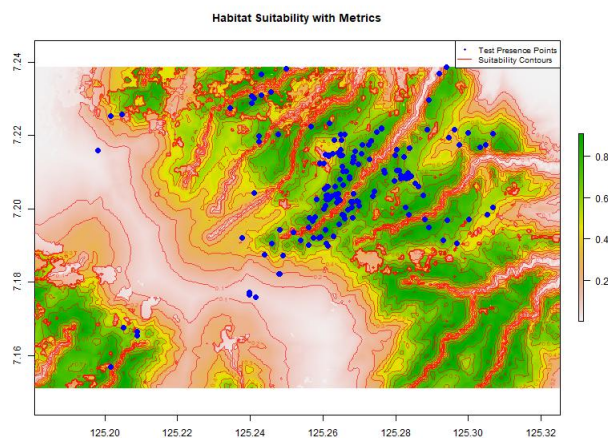 Habitat Suitability with Metrics
Test Presence Points
Suitability Contours
7.24
7.22
7.20
7.18
7.16
0.8
0.6
0.4
0.2
125.20 125.22 125.24 125.26 125.28 125.30 125.32